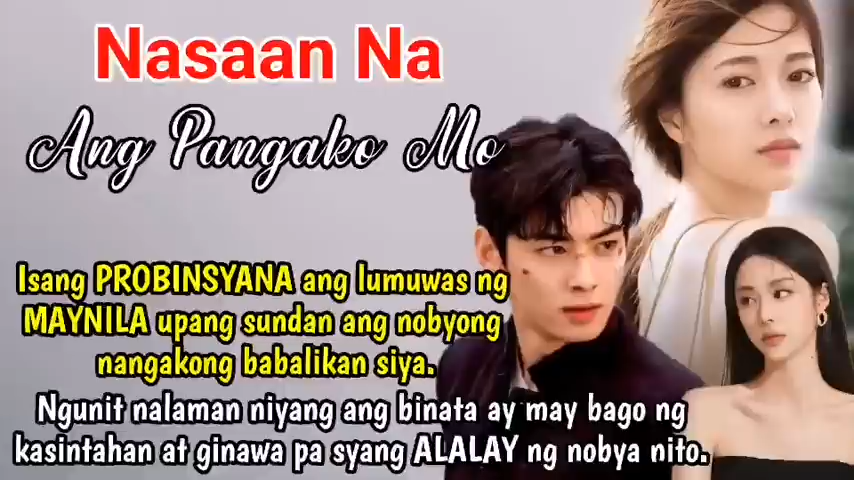 Nasaan Na
Ang Pangako Mo
Isang PROBINSYANA ang lumuwas ng
MAYNILA upang sundan ang nobyong
nangakong babalikan siya.
Ngunit nalaman niyang ang binata ay may bago ng
kasintahan at ginawa pa syang ALALAY ng nobya nito.